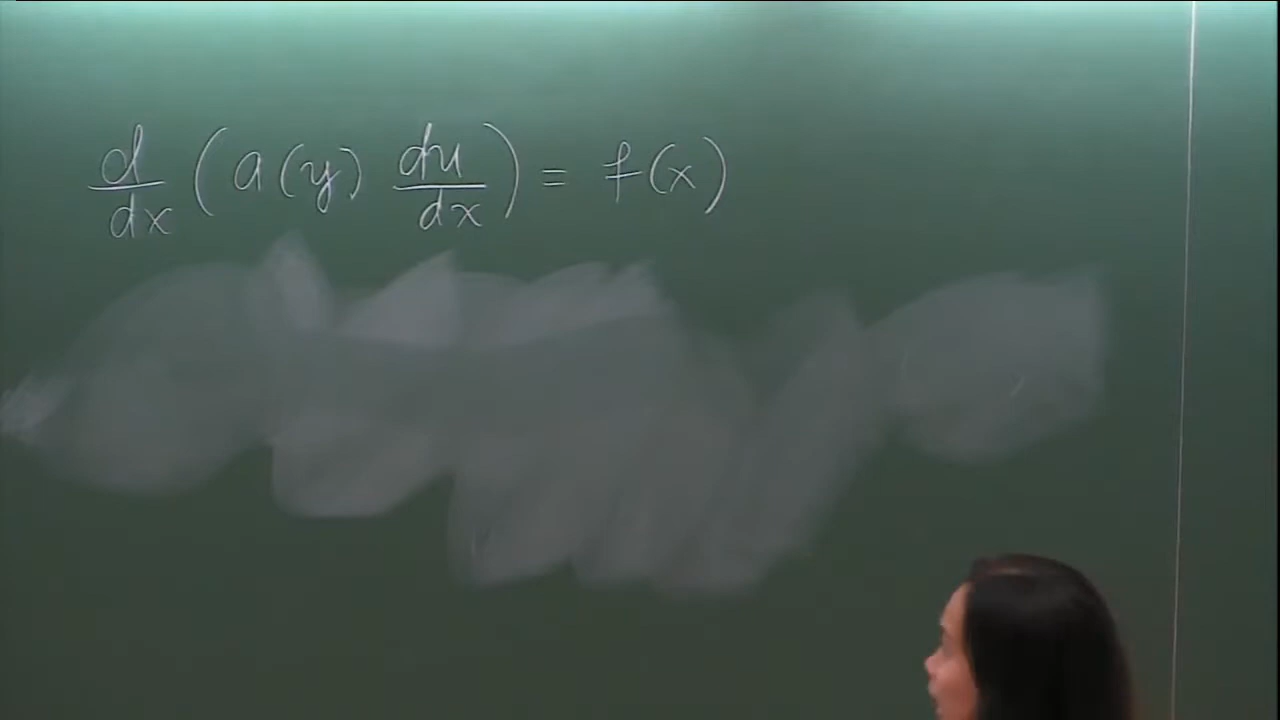 d/dx ( a(y) du/dx ) = f(x)